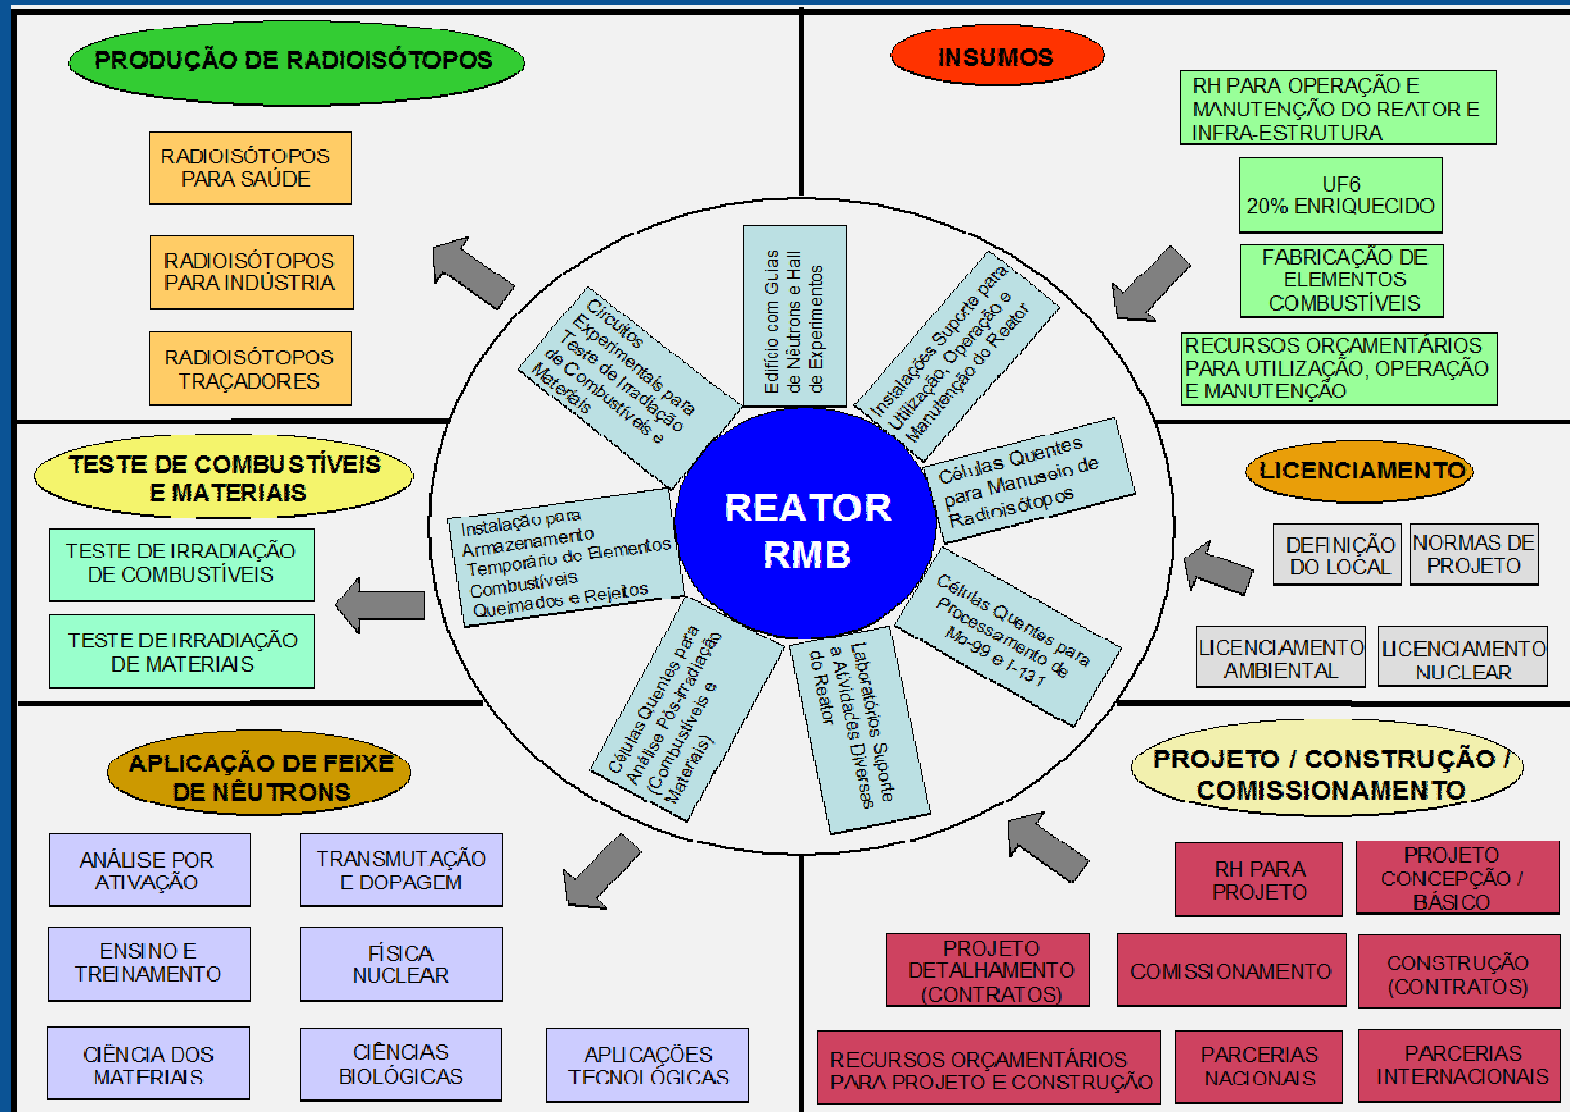 PRODUÇÃO DE RADIOISÓTOPOS
RADIOISÓTOPOS
PARA SAÚDE
RADIOISÓTOPOS
PARA INDÚSTRIA
RADIOISÓTOPOS
TRAÇADORES
INSUMOS
RH PARA OPERAÇÃO E
MANUTENÇÃO DO REATOR E
INFRA-ESTRUTURA
UF6
20% ENRIQUECIDO
FABRICAÇÃO DE
ELEMENTOS
COMBUSTÍVEIS
RECURSOS ORÇAMENTÁRIOS
PARA UTILIZAÇÃO, OPERAÇÃO
E MANUTENÇÃO
Circuitos
Experimentais para
Teste de Irradiação
de Combustíveis e
Materiais
Edifício com Guias
de Nêutrons e Hall
de Experimentos
Instalações Suporte para
Utilização, Operação e
Manutenção do Reator
Células Quentes
para Manuseio de
Radioisótopos
REATOR
RMB
Instalação para
Armazenamento
Temporário de Elementos
Combustíveis
Queimados e Rejeitos
Células Quentes para
Processamento de
Mo-99 e I-131
Células Quentes para
Análise Pós-Irradiação
(Combustíveis e
Materiais)
Laboratórios Suporte
a Atividades Diversas
do Reator
TESTE DE COMBUSTÍVEIS
E MATERIAIS
TESTE DE IRRADIAÇÃO
DE COMBUSTÍVEIS
TESTE DE IRRADIAÇÃO
DE MATERIAIS
LICENCIAMENTO
DEFINIÇÃO
DO LOCAL
NORMAS DE
PROJETO
LICENCIAMENTO
AMBIENTAL
LICENCIAMENTO
NUCLEAR
APLICAÇÃO DE FEIXE
DE NÊUTRONS
ANÁLISE POR
ATIVAÇÃO
TRANSMUTAÇÃO
E DOPAGEM
ENSINO E
TREINAMENTO
FÍSICA
NUCLEAR
CIÊNCIA DOS
MATERIAIS
CIÊNCIAS
BIOLÓGICAS
APLICAÇÕES
TECNOLÓGICAS
PROJETO / CONSTRUÇÃO /
COMISSIONAMENTO
RH PARA
PROJETO
PROJETO
CONCEPÇÃO /
BÁSICO
PROJETO
DETALHAMENTO
(CONTRATOS)
COMISSIONAMENTO
CONSTRUÇÃO
(CONTRATOS)
RECURSOS ORÇAMENTÁRIOS
PARA PROJETO E CONSTRUÇÃO
PARCERIAS
NACIONAIS
PARCERIAS
INTERNACIONAIS